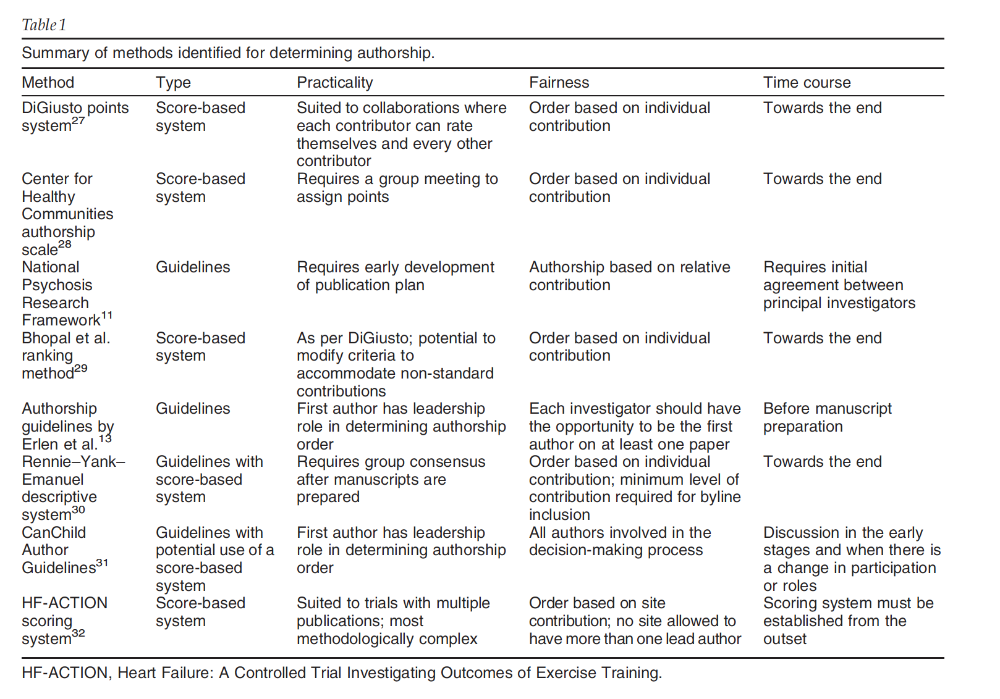 Table 1
Summary of methods identified for determining authorship.
Method Type Practicality Fairness Time course
DiGiusto points Score-based Suited to collaborations where Order based on individual Towards the end
system27 system each contributor can rate contribution
themselves and every other
contributor
Center for Score-based Requires a group meeting to Order based on individual Towards the end
Healthy system assign points contribution
Communities
authorship
scale28
National Guidelines Requires early development Authorship based on relative Requires initial
Psychosis of publication plan contribution agreement between
Research principal investigators
Framework11
Bhopal et al. Score-based As per DiGiusto; potential to Order based on individual Towards the end
ranking system modify criteria to contribution
method29 accommodate non-standard
contributions
Authorship Guidelines First author has leadership Each investigator should have Before manuscript
guidelines by role in determining authorship the opportunity to be the first preparation
Erlen et al.13 order author on at least one paper
Rennie–Yank– Guidelines with Requires group consensus Order based on individual Towards the end
Emanuel score-based after manuscripts are contribution; minimum level of
descriptive system prepared contribution required for byline
system30 inclusion
CanChild Guidelines with First author has leadership All authors involved in the Discussion in the early
Author potential use of a role in determining authorship decision-making process stages and when there is
Guidelines31 score-based order a change in participation
system or roles
HF-ACTION Score-based Suited to trials with multiple Order based on site Scoring system must be
scoring system publications; most contribution; no site allowed to established from the
system32 methodologically complex have more than one lead author outset
HF-ACTION, Heart Failure: A Controlled Trial Investigating Outcomes of Exercise Training.